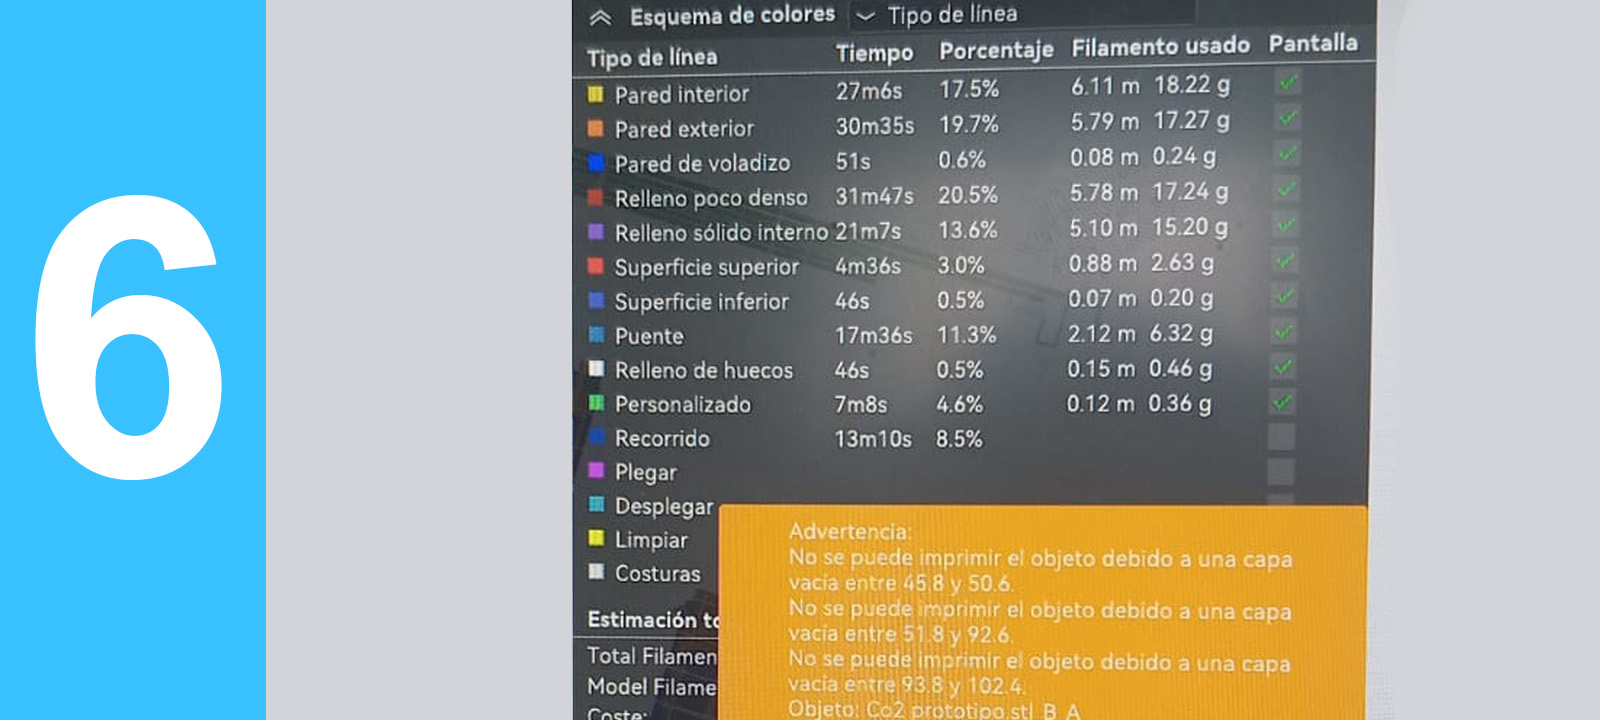 6
Esquema de colores Tipo de línea
Tipo de línea Tiempo Porcentaje Filamento usado Pantalla
Pared interior 27m6s 17.5% 6.11 m 18.22 g
Pared exterior 30m35s 19.7% 5.79 m 17.27 g
Pared de voladizo 51s 0.6% 0.08 m 0.24 g
Relleno poco denso 31m47s 20.5% 5.78 m 17.24 g
Relleno sólido interno 21m7s 13.6% 5.10 m 15.20 g
Superficie superior 4m36s 3.0% 0.88 m 2.63 g
Superficie inferior 46s 0.5% 0.07 m 0.20 g
Puente 17m36s 11.3% 2.12 m 6.32 g
Relleno de huecos 46s 0.5% 0.15 m 0.46 g
Personalizado 7m8s 4.6% 0.12 m 0.36 g
Recorrido 13m10s 8.5%
Plegar
Desplegar
Limpiar
Costuras
Estimación to
Total Filamen
Model Filame
Coste:
Advertencia:
No se puede imprimir el objeto debido a una capa
vacía entre 45.8 y 50.6.
No se puede imprimir el objeto debido a una capa
vacía entre 51.8 y 92.6.
No se puede imprimir el objeto debido a una capa
vacía entre 93.8 y 102.4.
Objeto: Co2 prototipo.stl_B_A